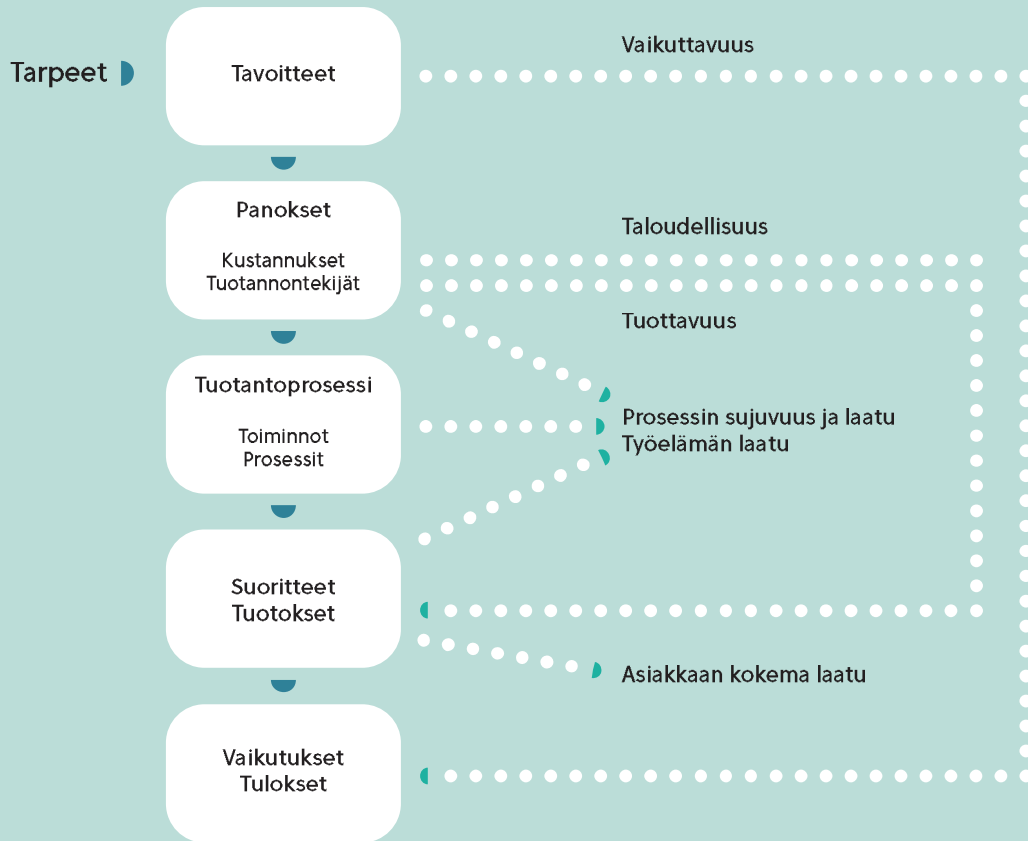 Tarpeet
Tavoitteet
Vaikuttavuus
Panokset
Kustannukset
Tuotannontekijät
Taloudellisuus
Tuottavuus
Tuotantoprosessi
Toiminnot
Prosessit
Prosessin sujuvuus ja laatu
Työelämän laatu
Suoritteet
Tuotokset
Asiakkaan kokema laatu
Vaikutukset
Tulokset